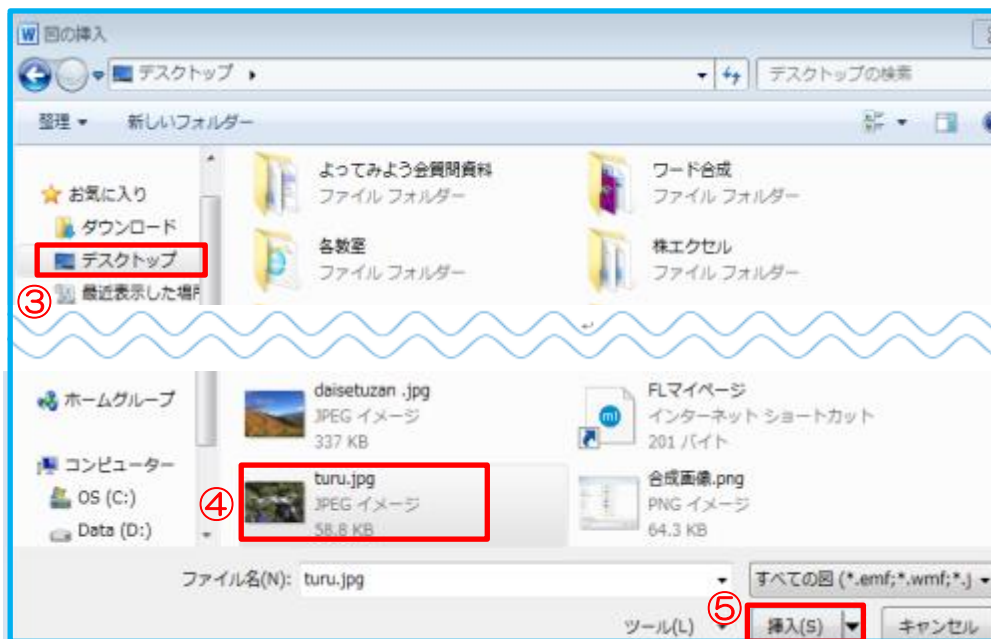 図の挿入
デスクトップ
デスクトップの検索
整理 新しいフォルダー
お気に入り
ダウンロード
デスクトップ
③ 最近表示した場所
よってみよう会質問資料
ファイル フォルダー
ワード合成
ファイル フォルダー
各教室
ファイル フォルダー
株エクセル
ファイル フォルダー
ホームグループ
コンピューター
OS (C:)
Data (D:)
daisetuzan .jpg
JPEG イメージ
337 KB
FLマイページ
インターネット ショートカット
201 バイト
④
turu.jpg
JPEG イメージ
58.8 KB
合成画像.png
PNG イメージ
64.3 KB
ファイル名(N): turu.jpg
すべての図 (*.emf;*.wmf;*.j
ツール(L) ⑤ 挿入(S) キャンセル